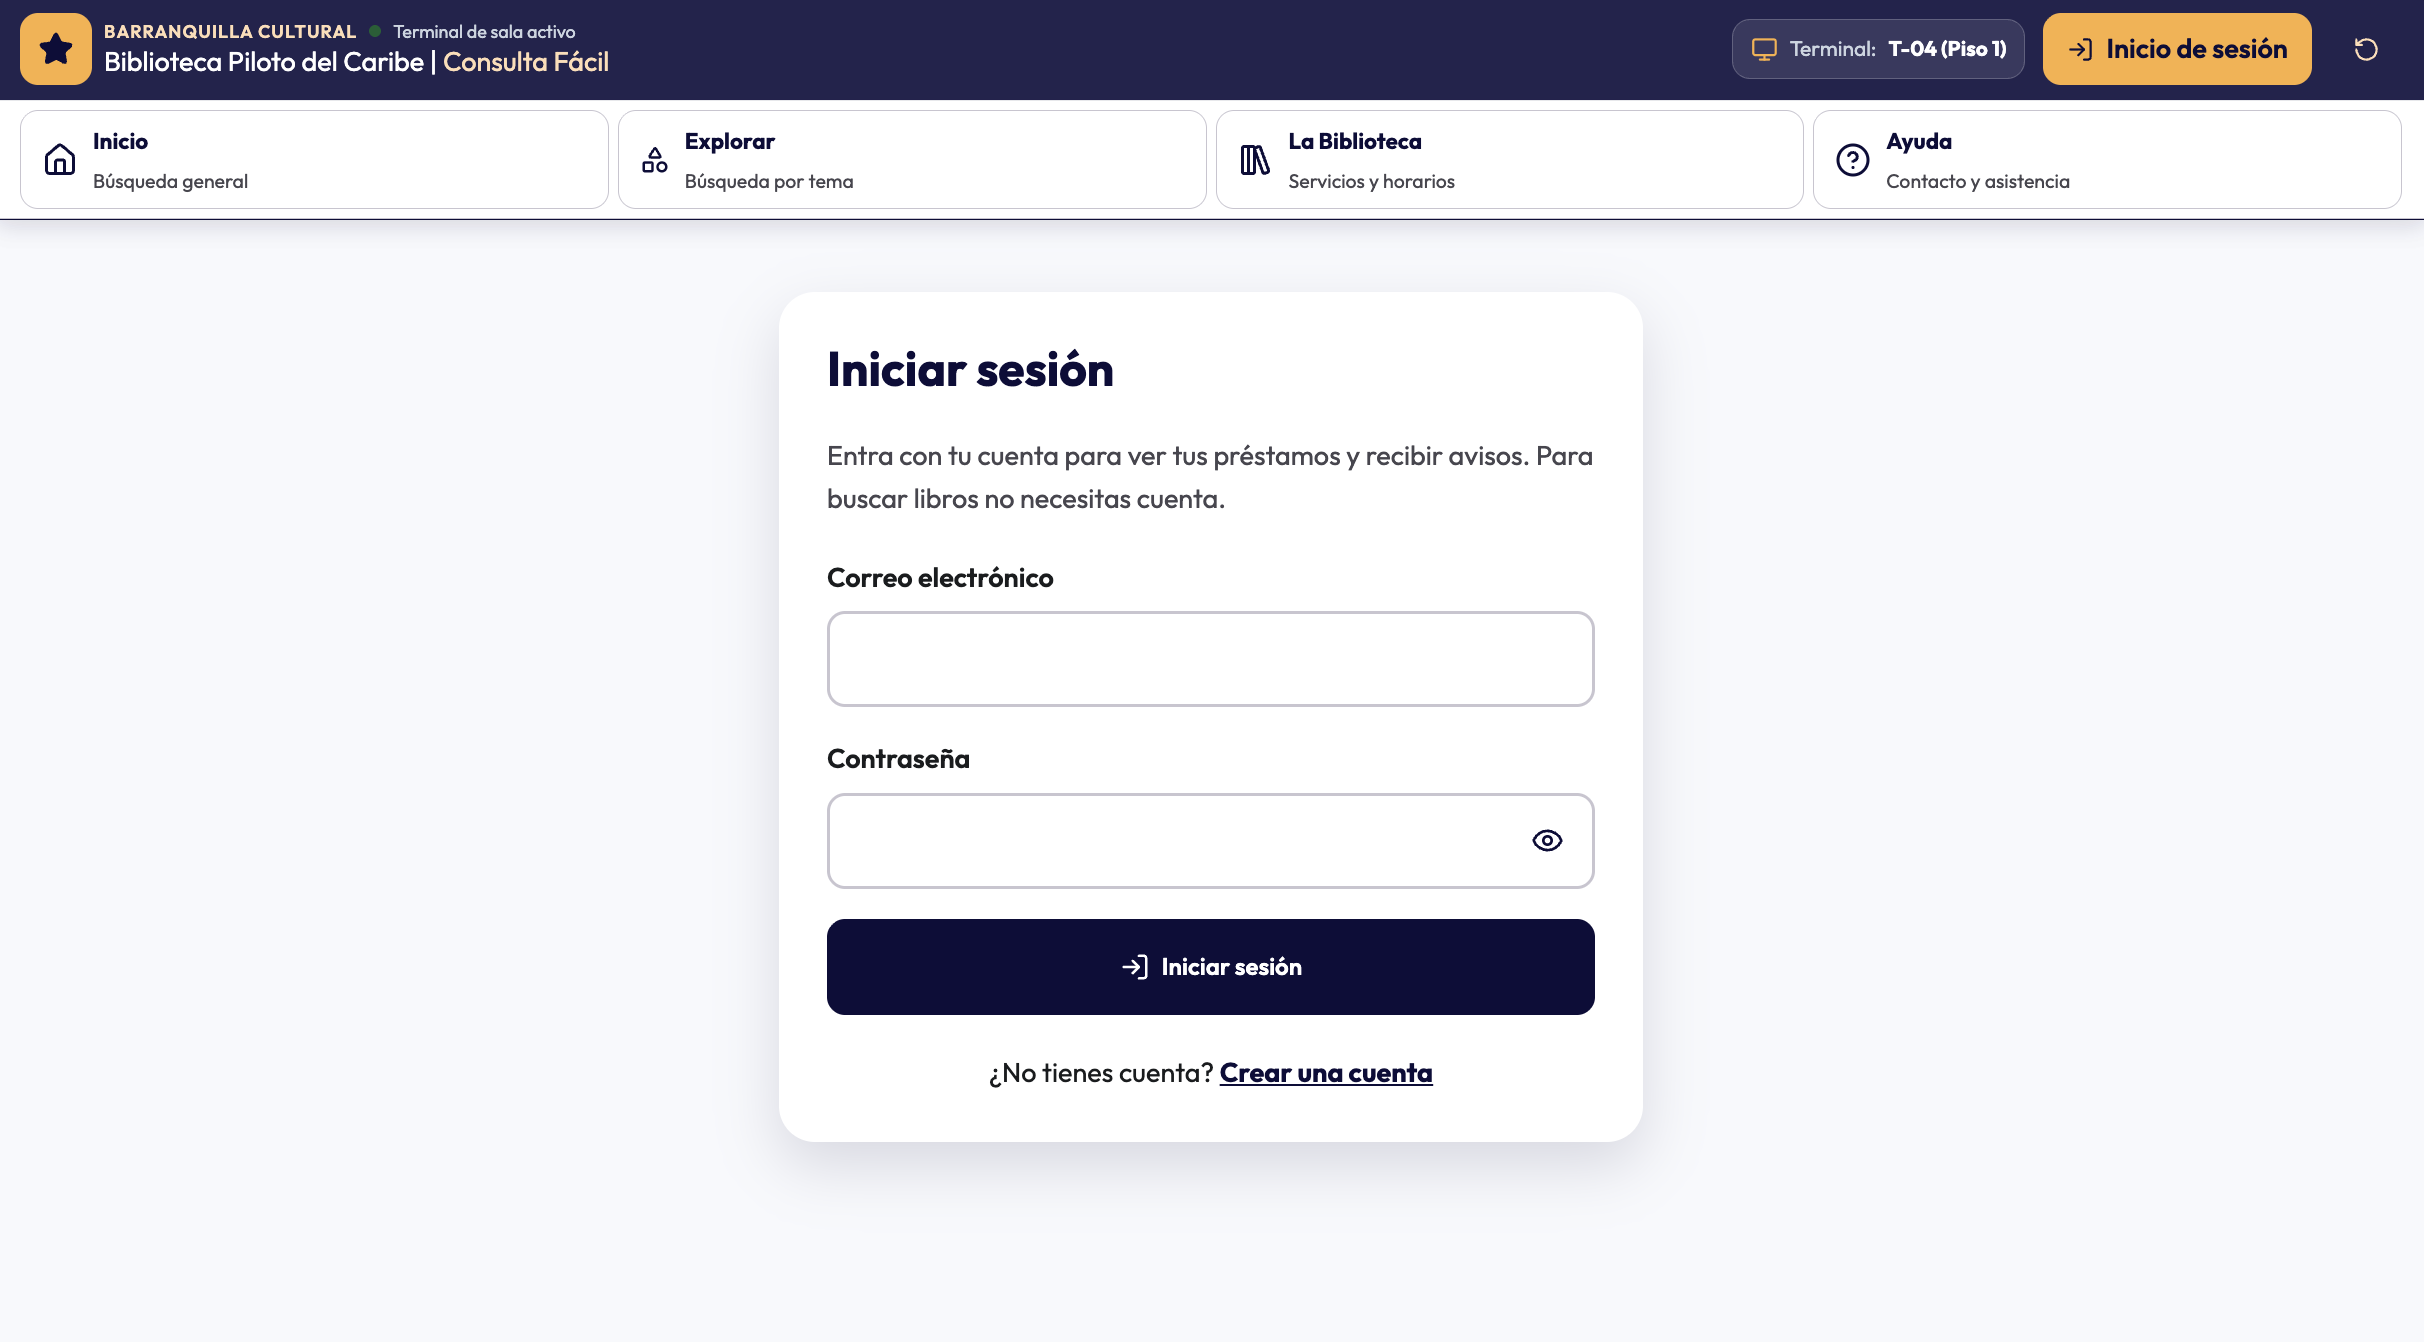 BARRANQUILLA CULTURAL Terminal de sala activo
Biblioteca Piloto del Caribe | Consulta Fácil
Terminal: T-04 (Piso 1)
Inicio de sesión
Inicio
Búsqueda general
Explorar
Búsqueda por tema
La Biblioteca
Servicios y horarios
Ayuda
Contacto y asistencia
Iniciar sesión
Entra con tu cuenta para ver tus préstamos y recibir avisos. Para
buscar libros no necesitas cuenta.
Correo electrónico
Contraseña
Iniciar sesión
¿No tienes cuenta? Crear una cuenta